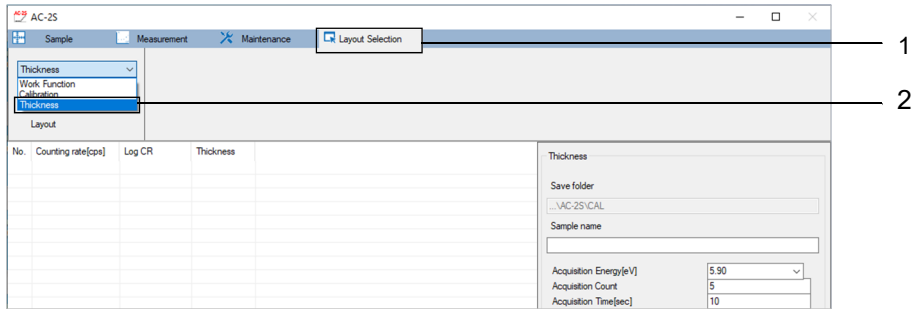 AC-2S AC-2S
Sample Measurement Maintenance Layout Selection 1
Thickness
Work Function
Calibration
Thickness 2
Layout
No. Counting rate[cps] Log CR Thickness
Thickness
Save folder
...\AC-2S\CAL
Sample name
Acquisition Energy[eV] 5.90
Acquisition Count 5
Acquisition Time[sec] 10